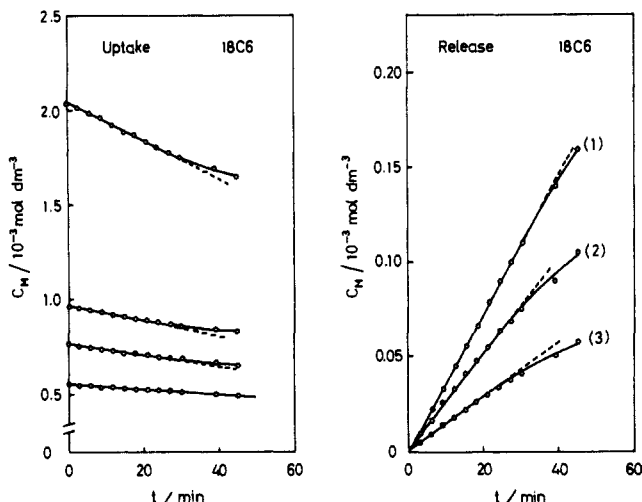 Uptake 18C6
2.5
2.0
1.5
1.0
0.5
0
C_M / 10⁻³ mol dm⁻³
0 20 40 60
t / min
Release 18C6
0.20
0.15
0.10
0.05
0
C_M / 10⁻³ mol dm⁻³
(1)
(2)
(3)
0 20 40 60
t / min